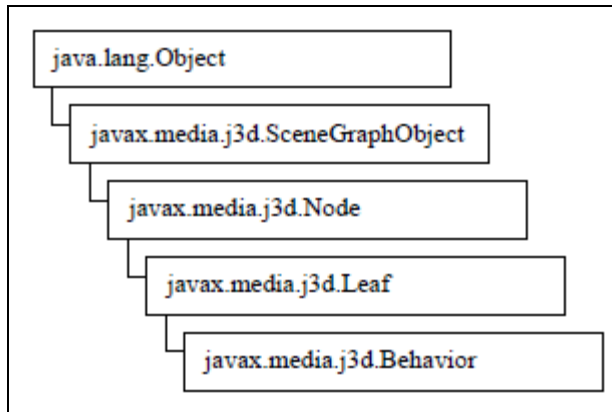 java.lang.Object
javax.media.j3d.SceneGraphObject
javax.media.j3d.Node
javax.media.j3d.Leaf
javax.media.j3d.Behavior